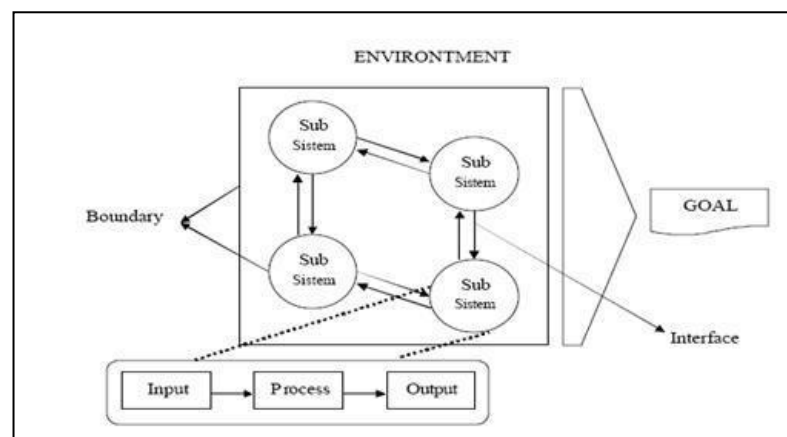 ENVIRONTMENT
Sub
Sistem
Sub
Sistem
Boundary
GOAL
Sub
Sistem
Sub
Sistem
Interface
Input
Process
Output